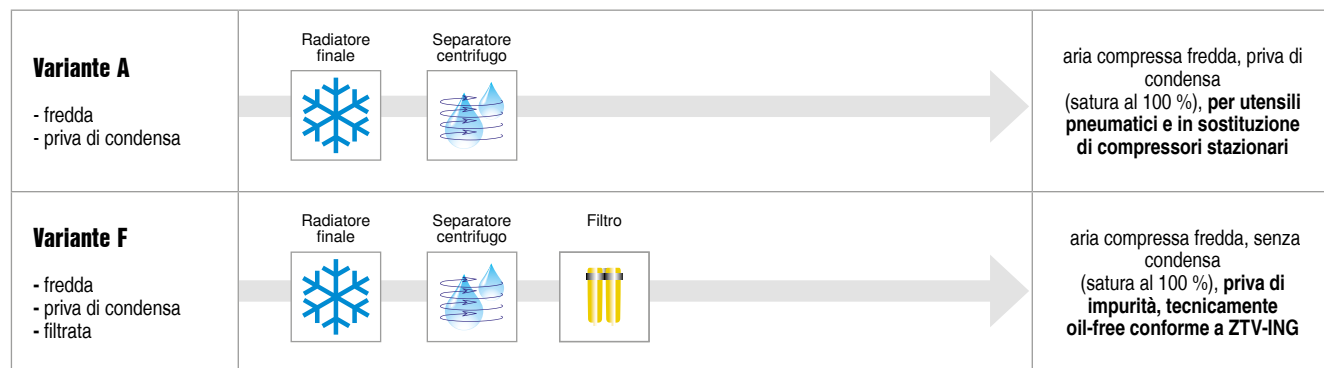 Variante A
- fredda
- priva di condensa
Radiatore
finale
Separatore
centrifugo
aria compressa fredda, priva di
condensa
(satura al 100 %), per utensili
pneumatici e in sostituzione
di compressori stazionari
Variante F
- fredda
- priva di condensa
- filtrata
Radiatore
finale
Separatore
centrifugo
Filtro
aria compressa fredda, senza
condensa
(satura al 100 %), priva di
impurità, tecnicamente
oil-free conforme a ZTV-ING